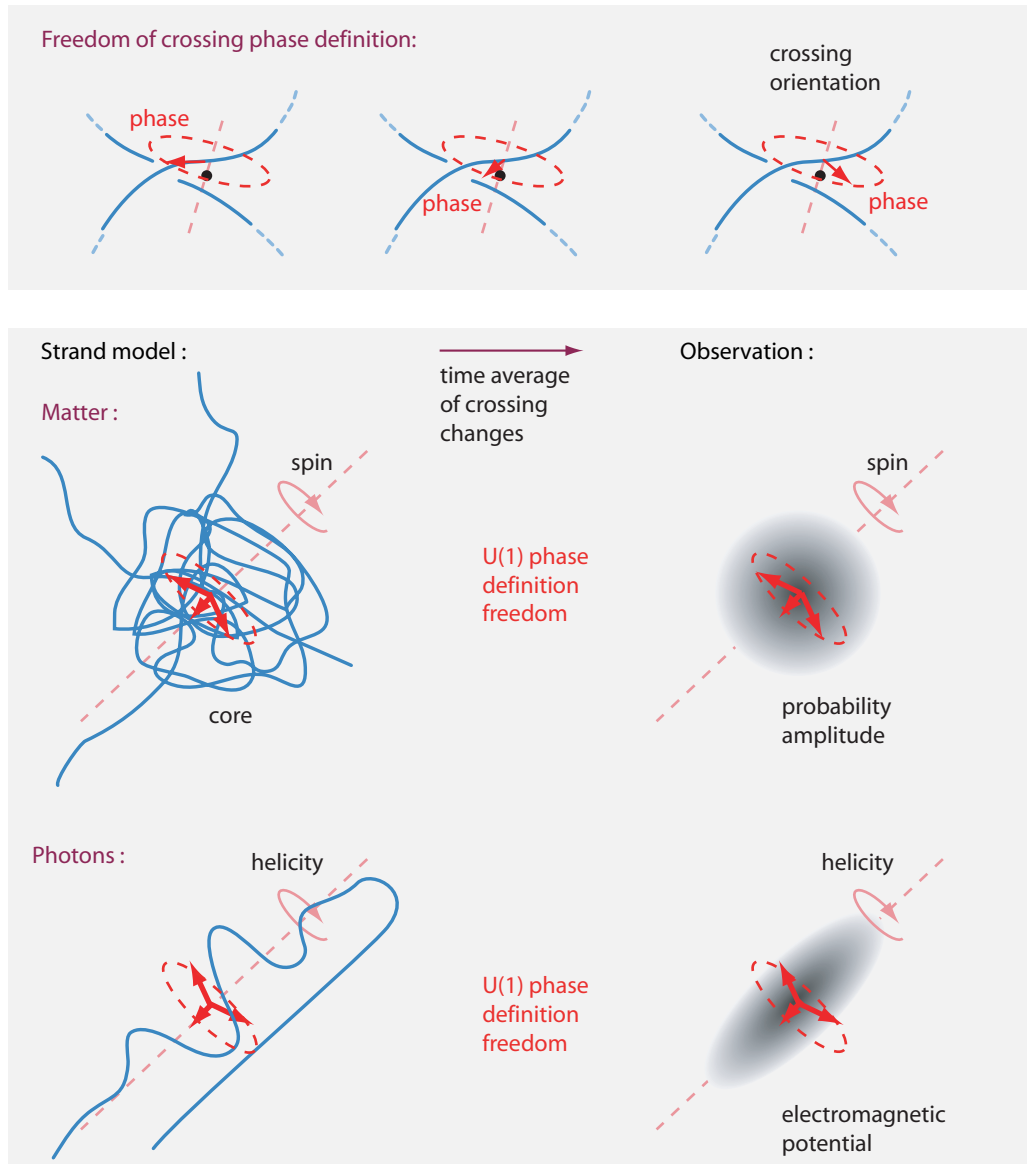 Freedom of crossing phase definition:
crossing
orientation
phase
phase
phase
Strand model :
time average
of crossing
changes
Observation :
Matter :
spin
core
U(1) phase
definition
freedom
spin
probability
amplitude
Photons :
helicity
U(1) phase
definition
freedom
helicity
electromagnetic
potential